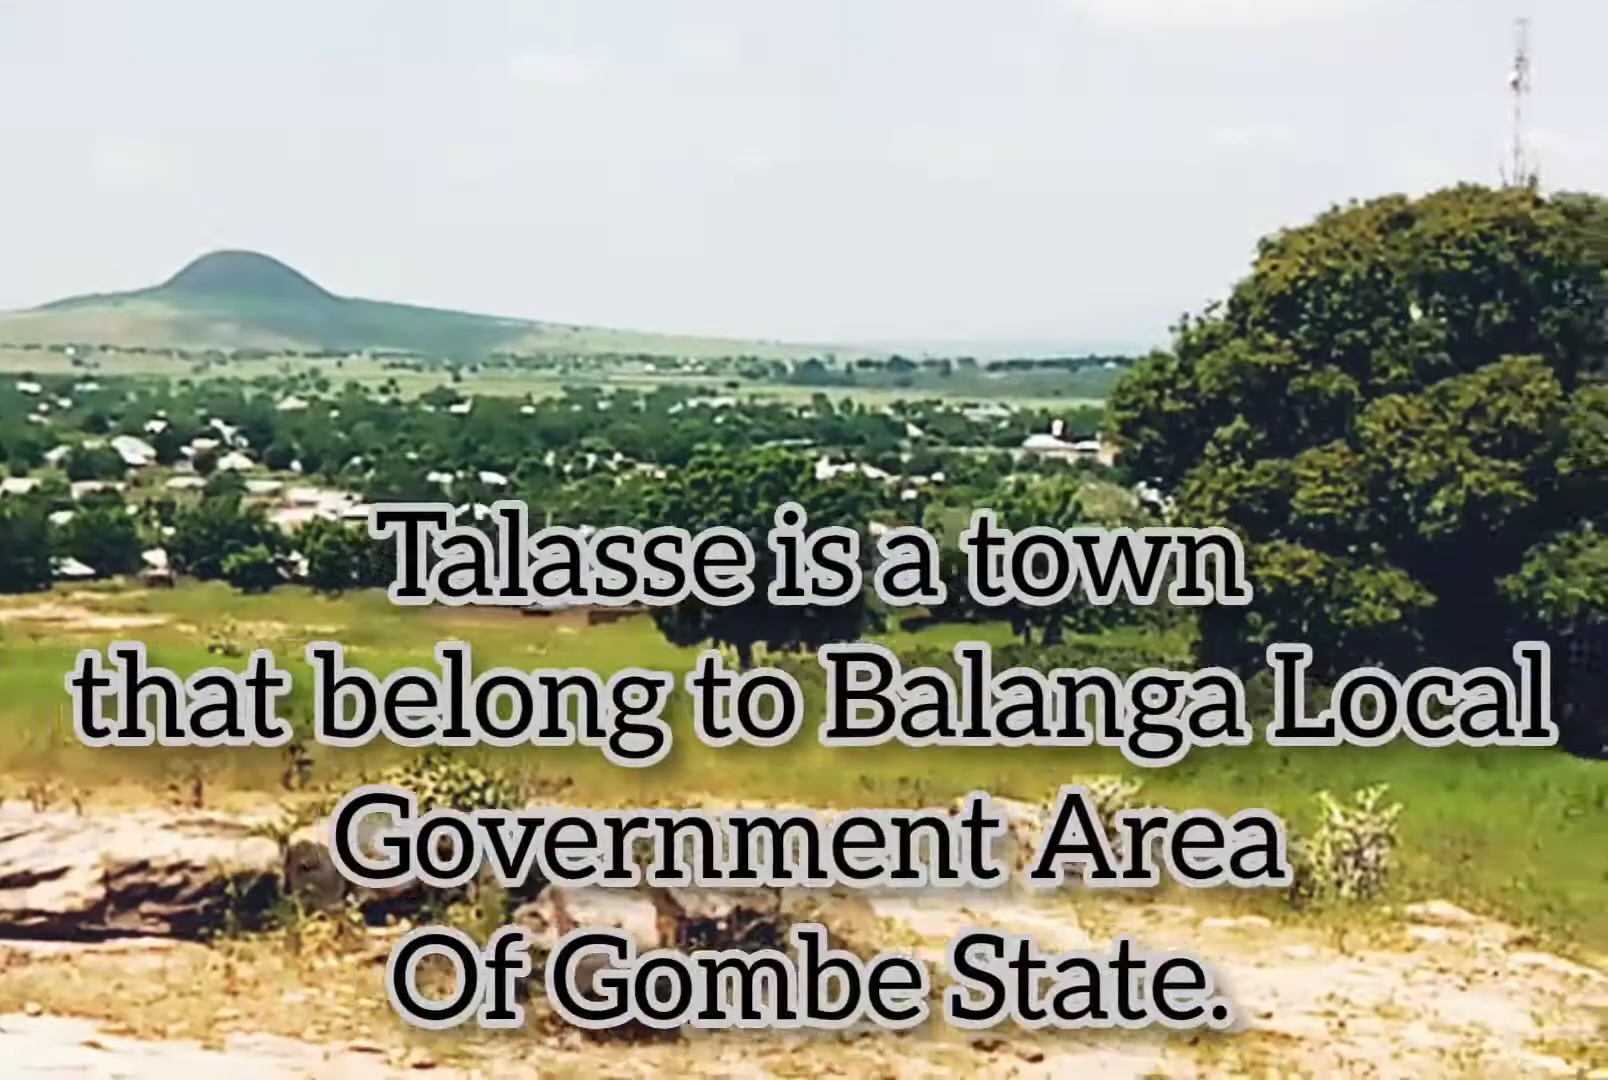 Talasse is a town
that belong to Balanga Local
Government Area
Of Gombe State.